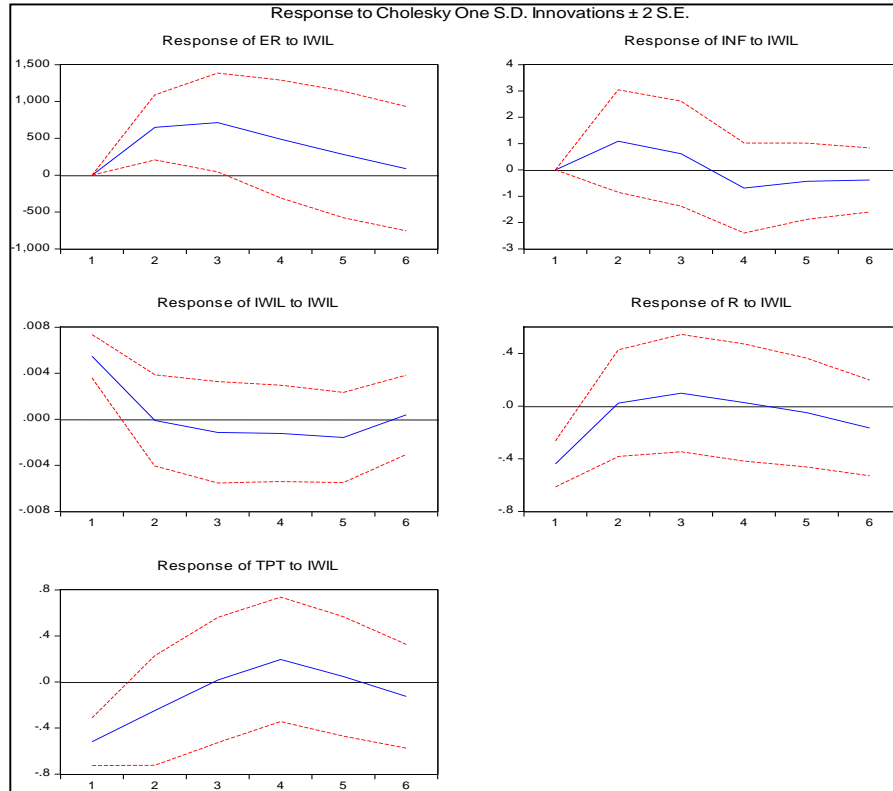 Response to Cholesky One S.D. Innovations ± 2 S.E.
Response of ER to IWIL
1,500
1,000
500
0
-500
-1,000
1 2 3 4 5 6
Response of INF to IWIL
4
3
2
1
0
-1
-2
-3
1 2 3 4 5 6
Response of IWIL to IWIL
.008
.004
.000
-.004
-.008
1 2 3 4 5 6
Response of R to IWIL
.4
.0
-.4
-.8
1 2 3 4 5 6
Response of TPT to IWIL
.8
.4
.0
-.4
-.8
1 2 3 4 5 6